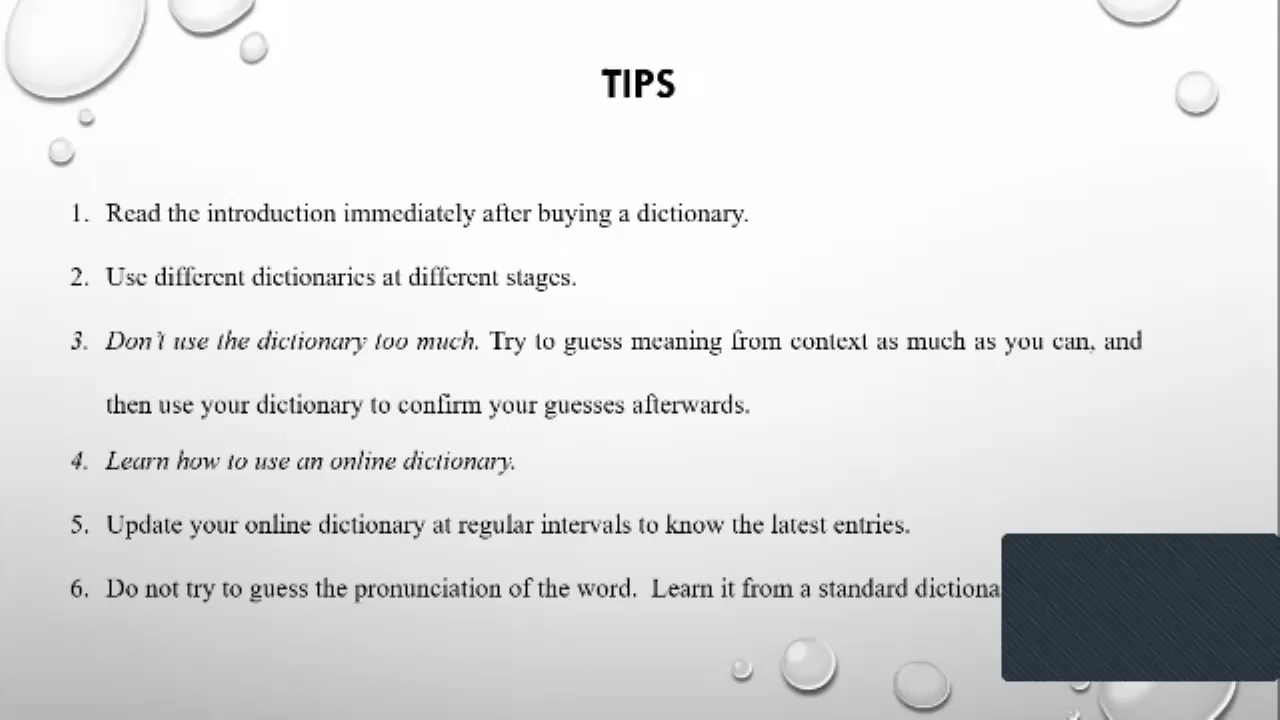 TIPS
1. Read the introduction immediately after buying a dictionary.
2. Use different dictionaries at different stages.
3. Don't use the dictionary too much. Try to guess meaning from context as much as you can, and
then use your dictionary to confirm your guesses afterwards.
4. Learn how to use an online dictionary.
5. Update your online dictionary at regular intervals to know the latest entries.
6. Do not try to guess the pronunciation of the word. Learn it from a standard